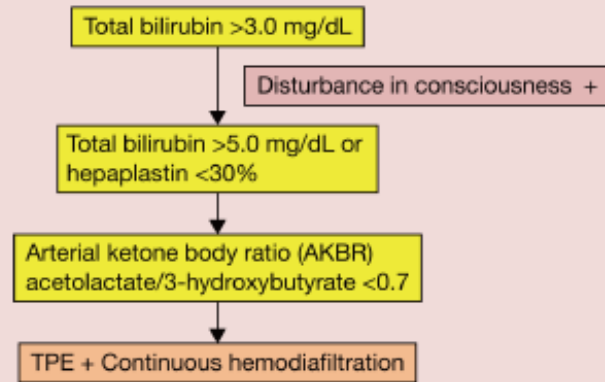 Total bilirubin >3.0 mg/dL
Disturbance in consciousness +
Total bilirubin >5.0 mg/dL or
hepaplastin <30%
Arterial ketone body ratio (AKBR)
acetolactate/3-hydroxybutyrate <0.7
TPE + Continuous hemodiafiltration